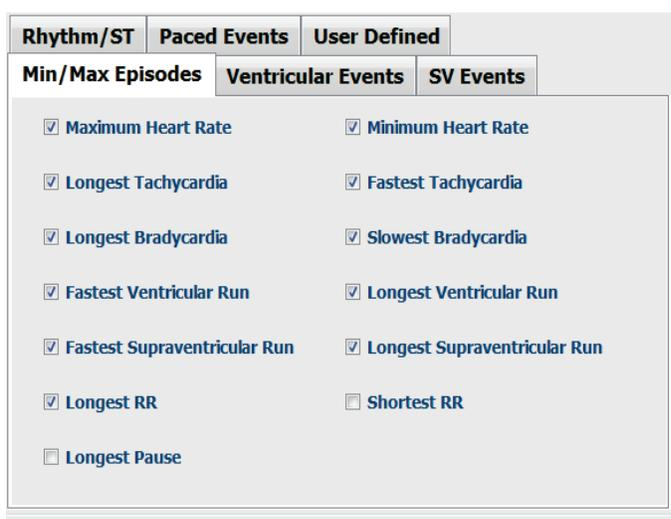 Rhythm/ST Paced Events User Defined
Min/Max Episodes Ventricular Events SV Events
Maximum Heart Rate Minimum Heart Rate
Longest Tachycardia Fastest Tachycardia
Longest Bradycardia Slowest Bradycardia
Fastest Ventricular Run Longest Ventricular Run
Fastest Supraventricular Run Longest Supraventricular Run
Longest RR Shortest RR
Longest Pause